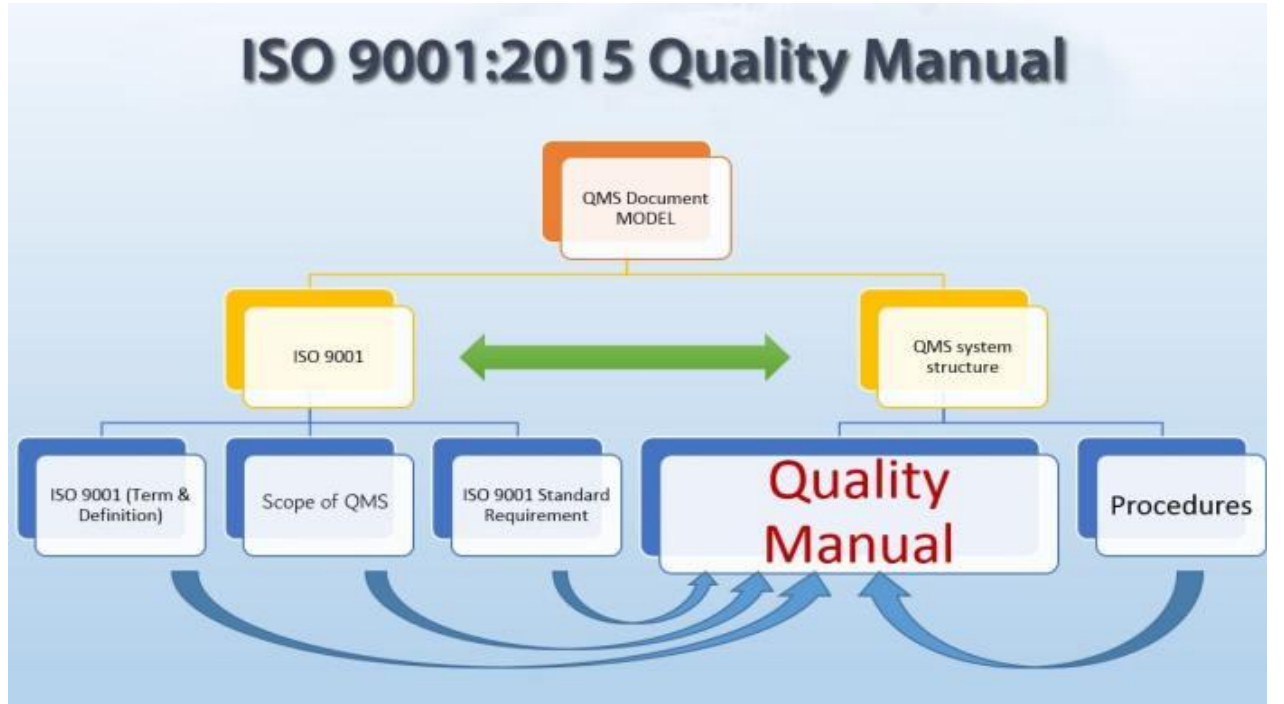 ISO 9001:2015 Quality Manual
QMS Document
MODEL
ISO 9001
QMS system
structure
ISO 9001 (Term &
Definition)
Scope of QMS
ISO 9001 Standard
Requirement
Quality
Manual
Procedures